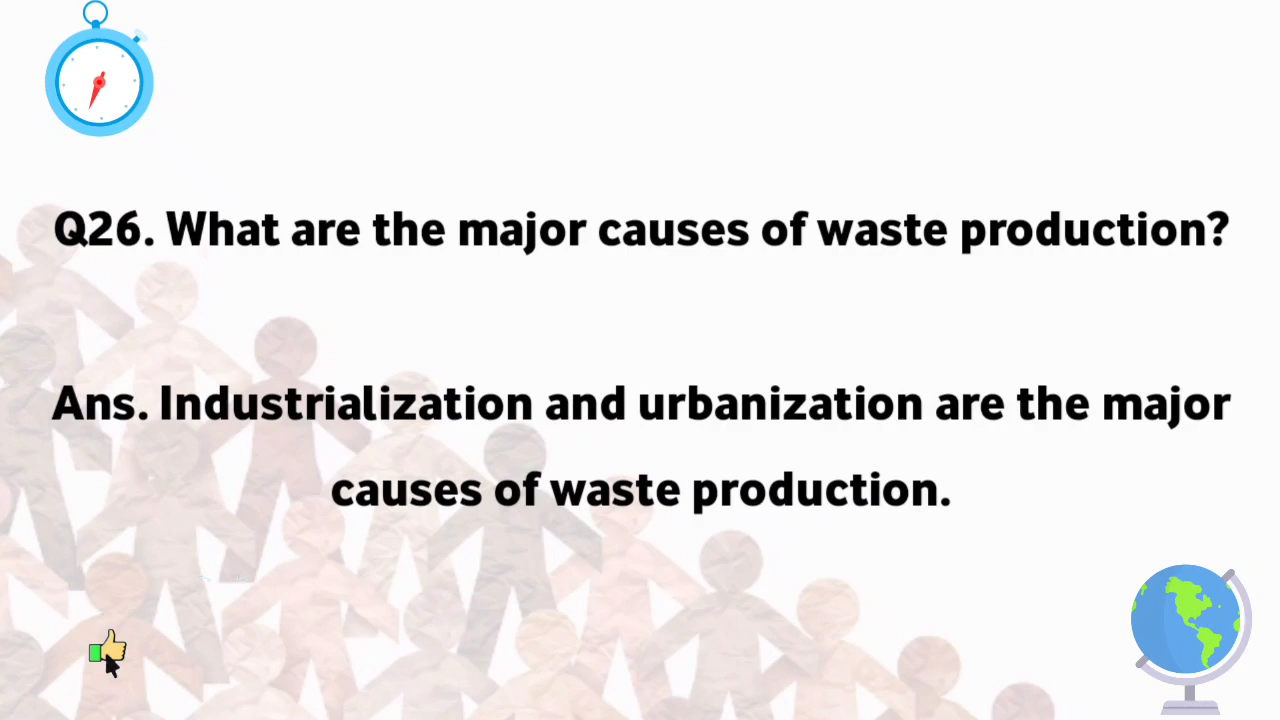 Q26. What are the major causes of waste production?
Ans. Industrialization and urbanization are the major
causes of waste production.